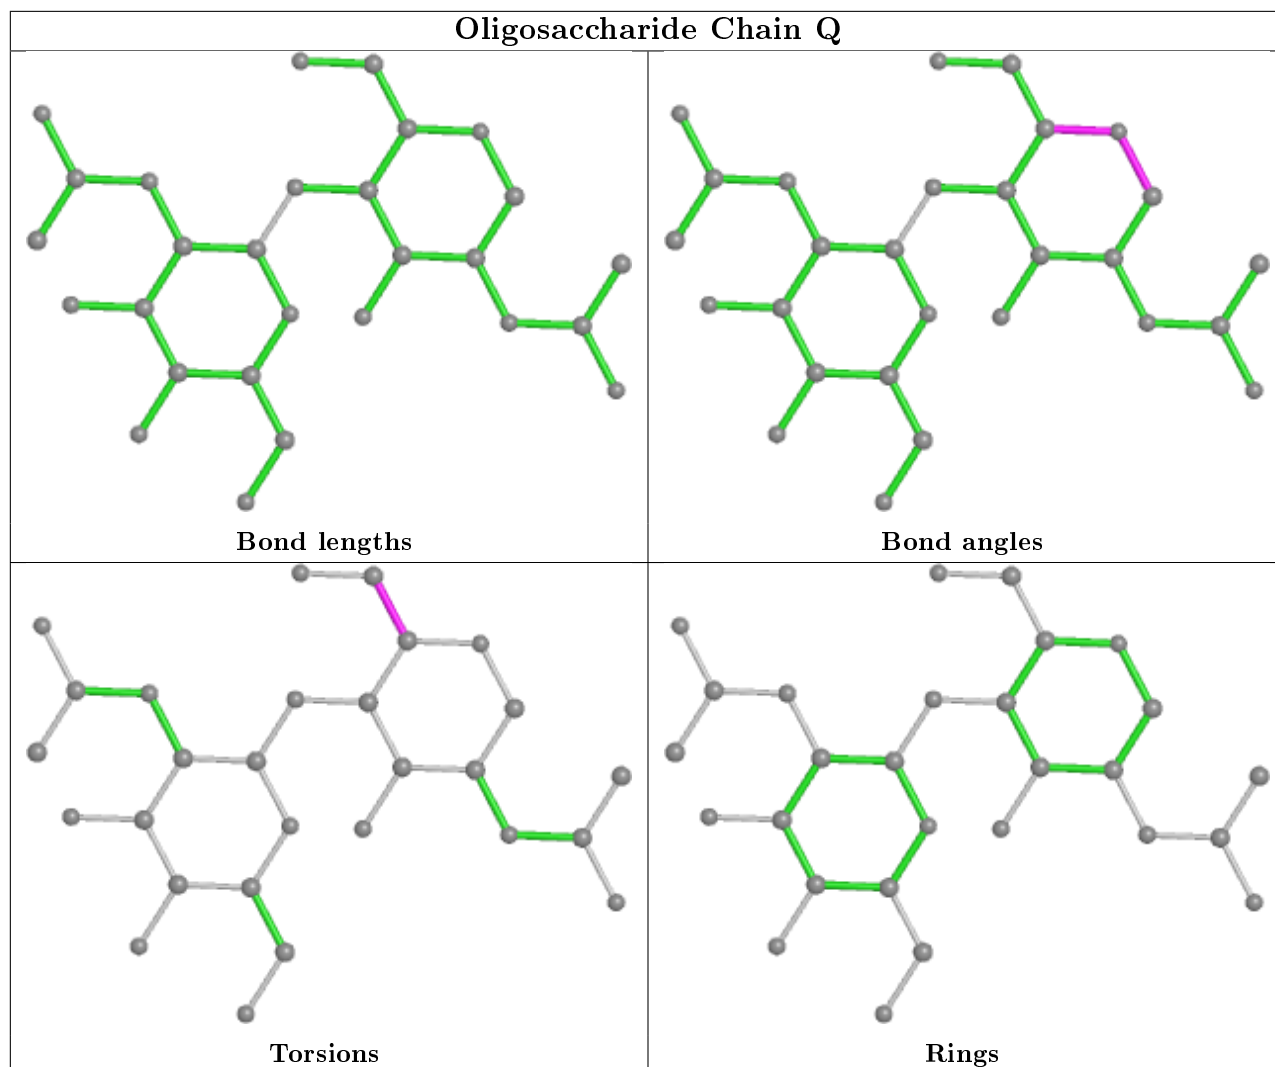 Oligosaccharide Chain Q
Bond lengths
Bond angles
Torsions
Rings